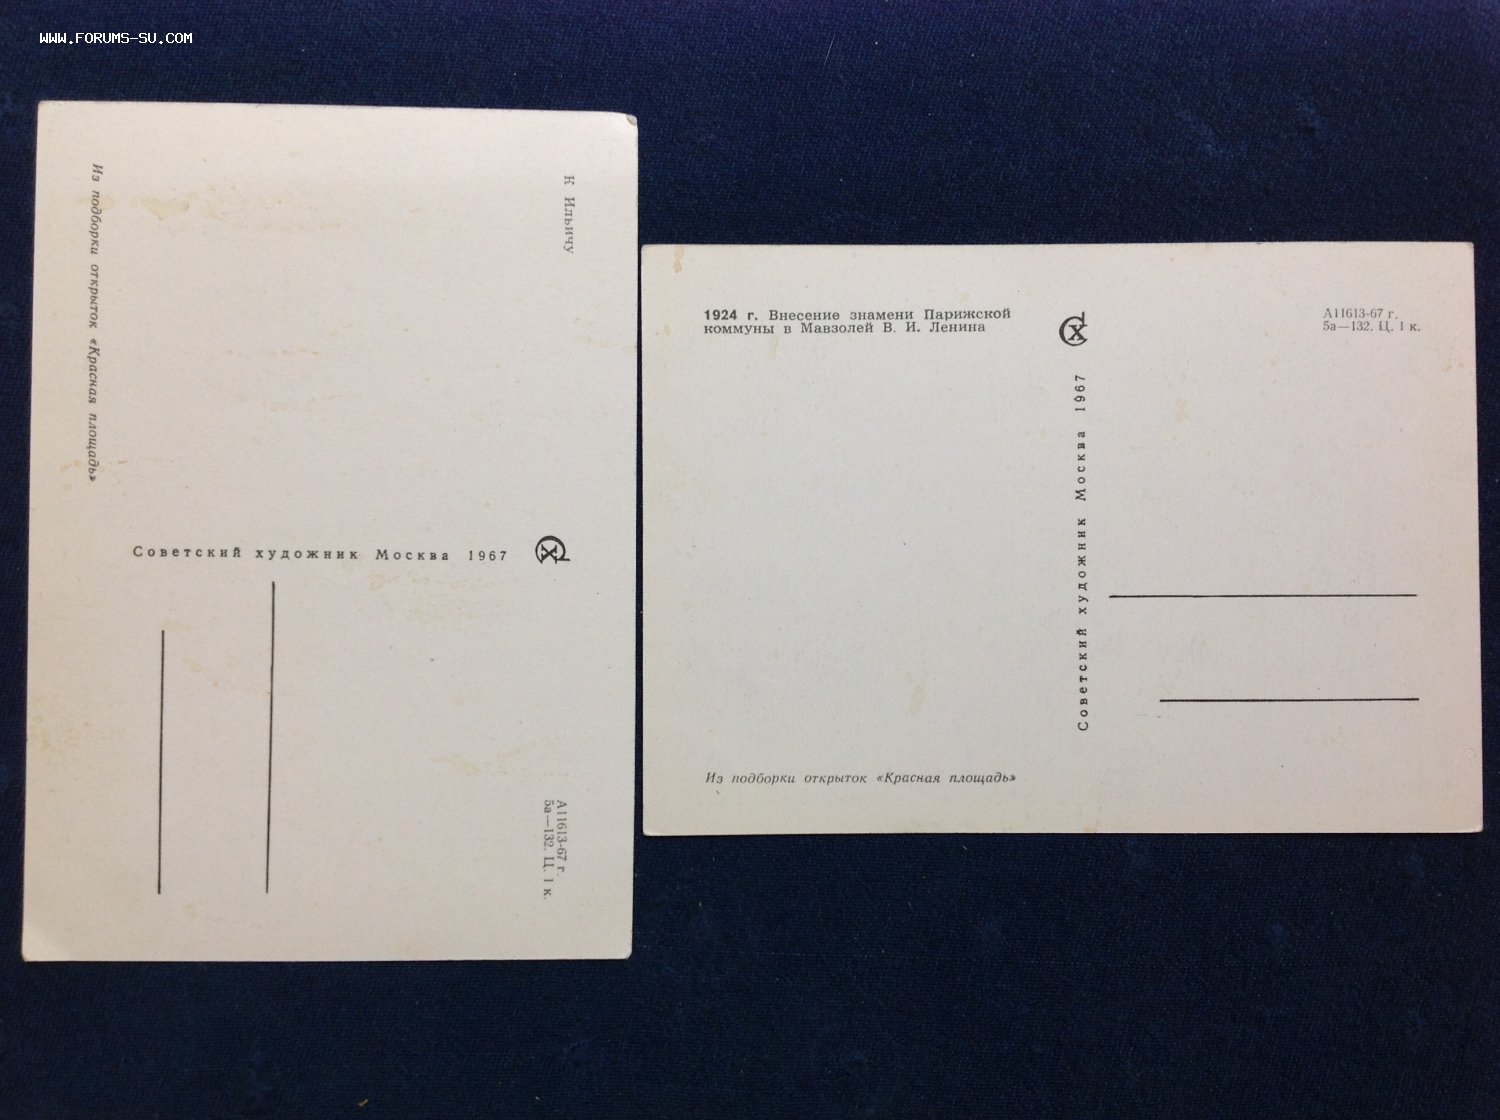 WWW.FORUMS-SU.COM
К Ильичу
Из подборки открыток «Красная площадь»
Советский художник Москва 1967
СХ
А11613-67 г.
5а—132. Ц. 1 к.
1924 г. Внесение знамени Парижской
коммуны в Мавзолей В. И. Ленина
Из подборки открыток «Красная площадь»
СХ
Советский художник Москва 1967
А11613-67 г.
5а—132. Ц. 1 к.